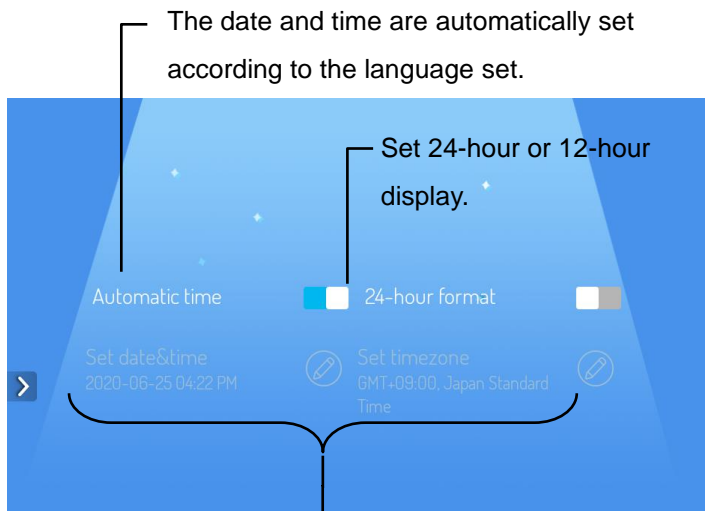 The date and time are automatically set
according to the language set.
Set 24-hour or 12-hour
display.
Automatic time
24-hour format
Set date&time
2020-06-25 04:22 PM
Set timezone
GMT+09:00, Japan Standard
Time